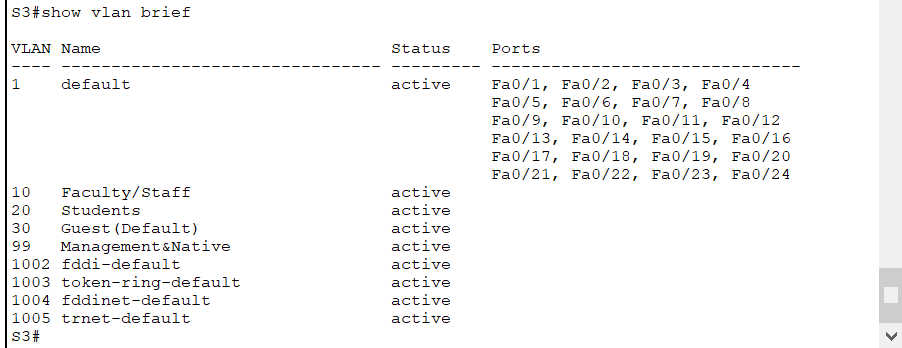 S3#show vlan brief
VLAN Name                             Status    Ports
---- -------------------------------- --------- -------------------------------
1    default                          active    Fa0/1, Fa0/2, Fa0/3, Fa0/4
                                                Fa0/5, Fa0/6, Fa0/7, Fa0/8
                                                Fa0/9, Fa0/10, Fa0/11, Fa0/12
                                                Fa0/13, Fa0/14, Fa0/15, Fa0/16
                                                Fa0/17, Fa0/18, Fa0/19, Fa0/20
                                                Fa0/21, Fa0/22, Fa0/23, Fa0/24
10   Faculty/Staff                    active
20   Students                         active
30   Guest(Default)                   active
99   Management&Native                active
1002 fddi-default                     active
1003 token-ring-default               active
1004 fddinet-default                  active
1005 trnet-default                    active
S3#